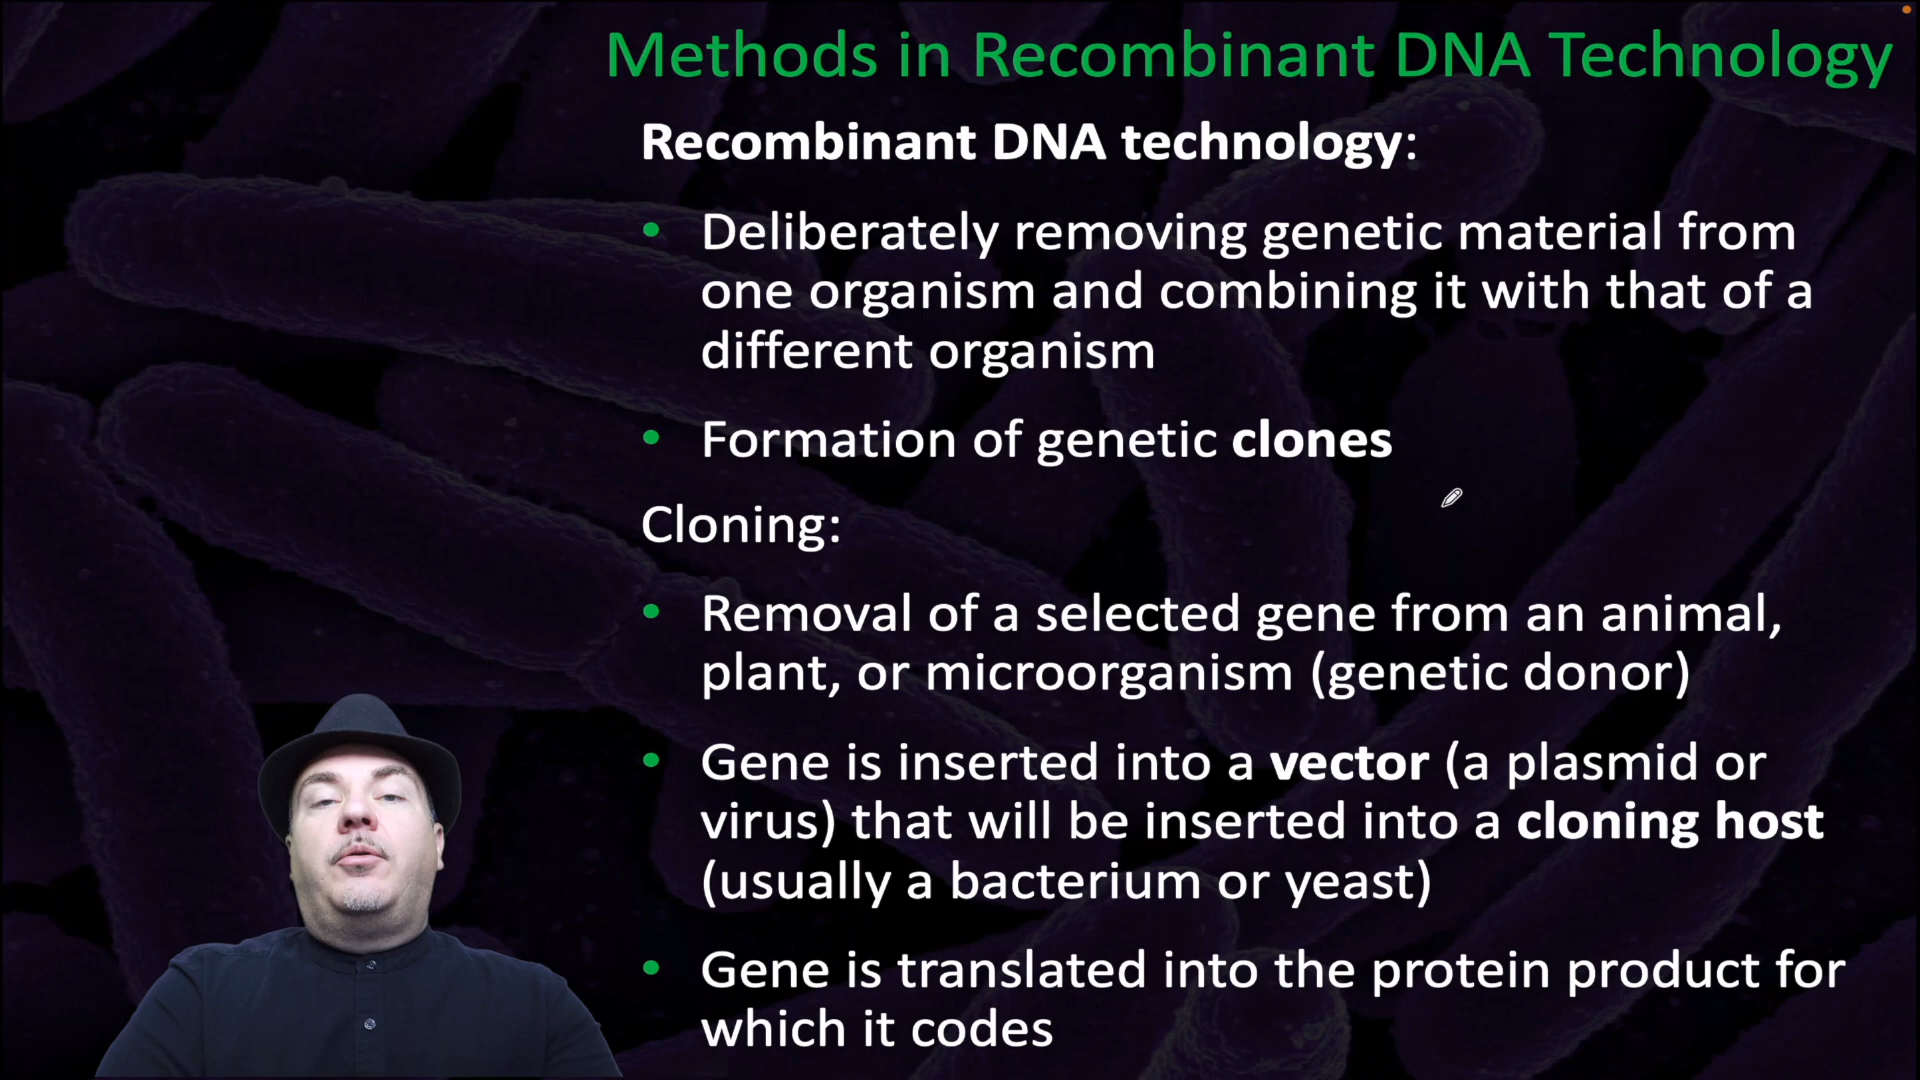 Methods in Recombinant DNA Technology
Recombinant DNA technology:
• Deliberately removing genetic material from
one organism and combining it with that of a
different organism
• Formation of genetic clones
Cloning:
• Removal of a selected gene from an animal,
plant, or microorganism (genetic donor)
• Gene is inserted into a vector (a plasmid or
virus) that will be inserted into a cloning host
(usually a bacterium or yeast)
• Gene is translated into the protein product for
which it codes